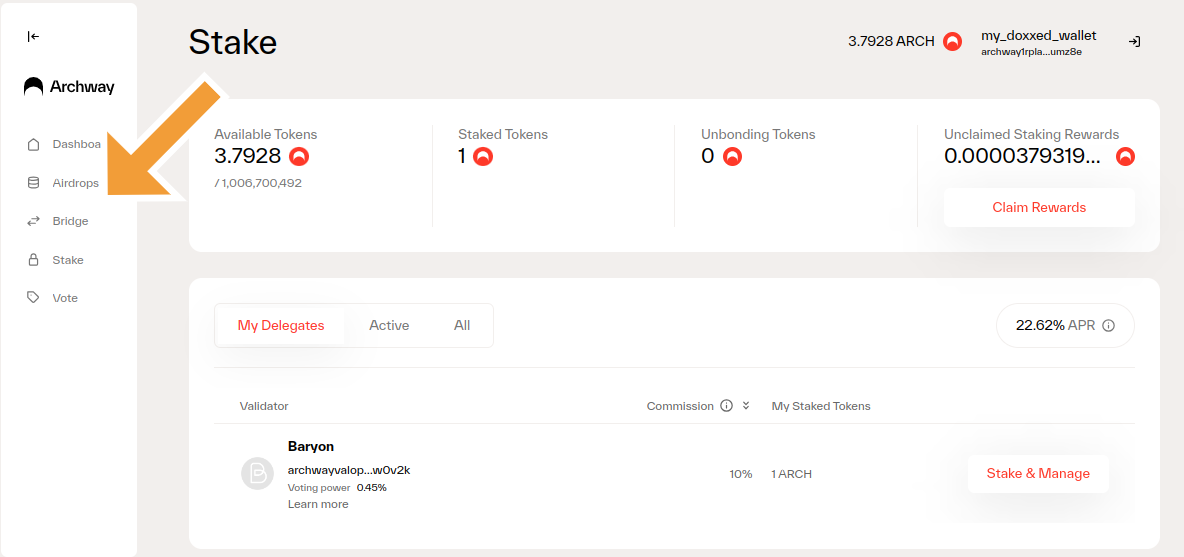 Stake
3.7928 ARCH
my_doxxed_wallet
archway1rpla...umz8e
Archway
Dashboa
Airdrops
Bridge
Stake
Vote
Available Tokens
3.7928
/ 1,006,700,492
Staked Tokens
1
Unbonding Tokens
0
Unclaimed Staking Rewards
0.0000379319...
Claim Rewards
My Delegates
Active
All
22.62% APR
Validator
Commission
My Staked Tokens
Baryon
archwayvalop...w0v2k
Voting power 0.45%
Learn more
10%
1 ARCH
Stake & Manage